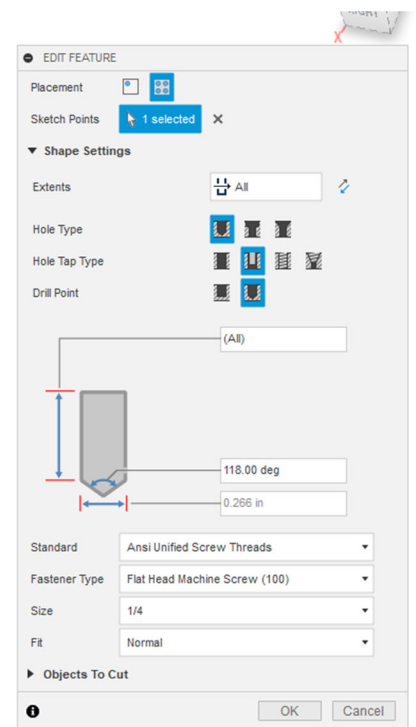 EDIT FEATURE
Placement
Sketch Points 1 selected
Shape Settings
Extents All
Hole Type
Hole Tap Type
Drill Point
(All)
118.00 deg
0.266 in
Standard Ansi Unified Screw Threads
Fastener Type Flat Head Machine Screw (100)
Size 1/4
Fit Normal
Objects To Cut
OK Cancel